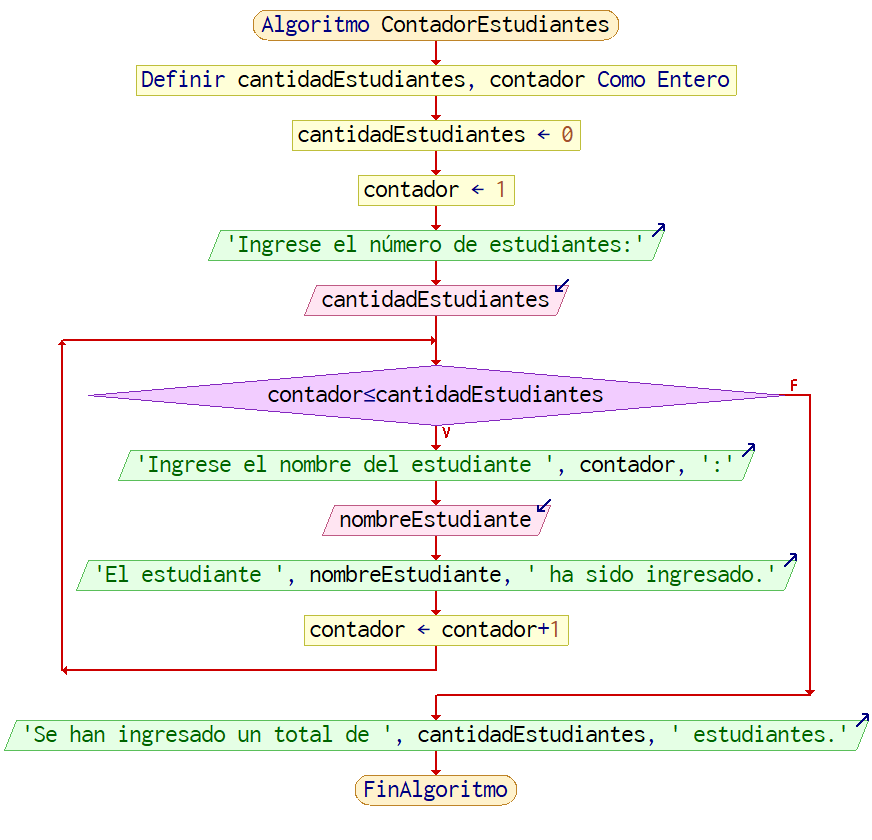 Algoritmo ContadorEstudiantes
Definir cantidadEstudiantes, contador Como Entero
cantidadEstudiantes ← 0
contador ← 1
'Ingrese el número de estudiantes:'
cantidadEstudiantes
contador≤cantidadEstudiantes
F
V
'Ingrese el nombre del estudiante ', contador, ':'
nombreEstudiante
'El estudiante ', nombreEstudiante, ' ha sido ingresado.'
contador ← contador+1
'Se han ingresado un total de ', cantidadEstudiantes, ' estudiantes.'
FinAlgoritmo